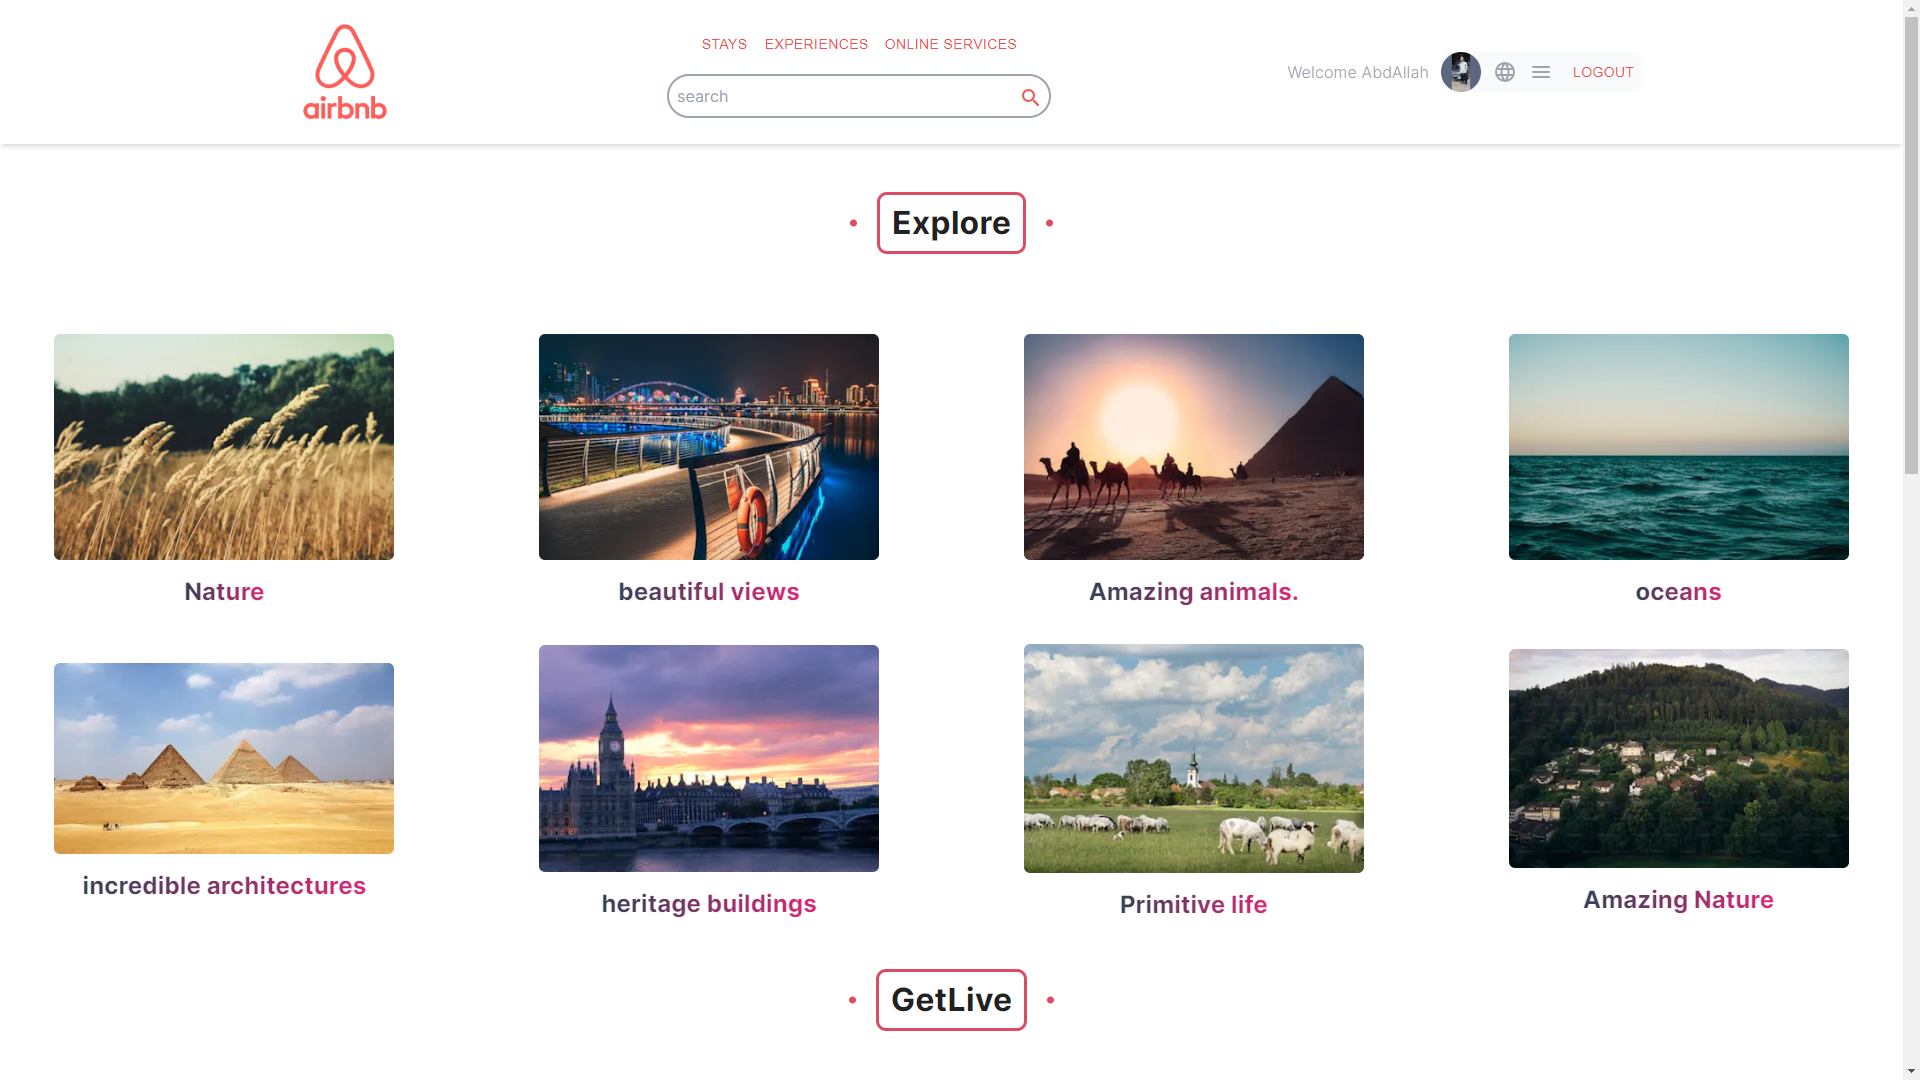 airbnb
STAYS EXPERIENCES ONLINE SERVICES
search
Welcome AbdAllah LOGOUT
Explore
Nature
beautiful views
Amazing animals.
oceans
incredible architectures
heritage buildings
Primitive life
Amazing Nature
GetLive